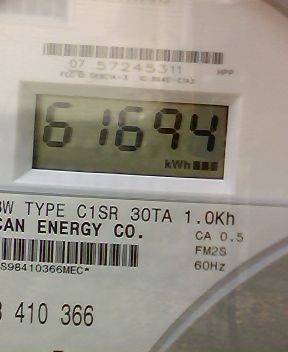 07 57245311
HPP
61694
kWh
W TYPE C1SR 30TA 1.0Kh
CAN ENERGY CO.
CA 0.5
FM2S
60Hz
S98410366MEC*
410 366